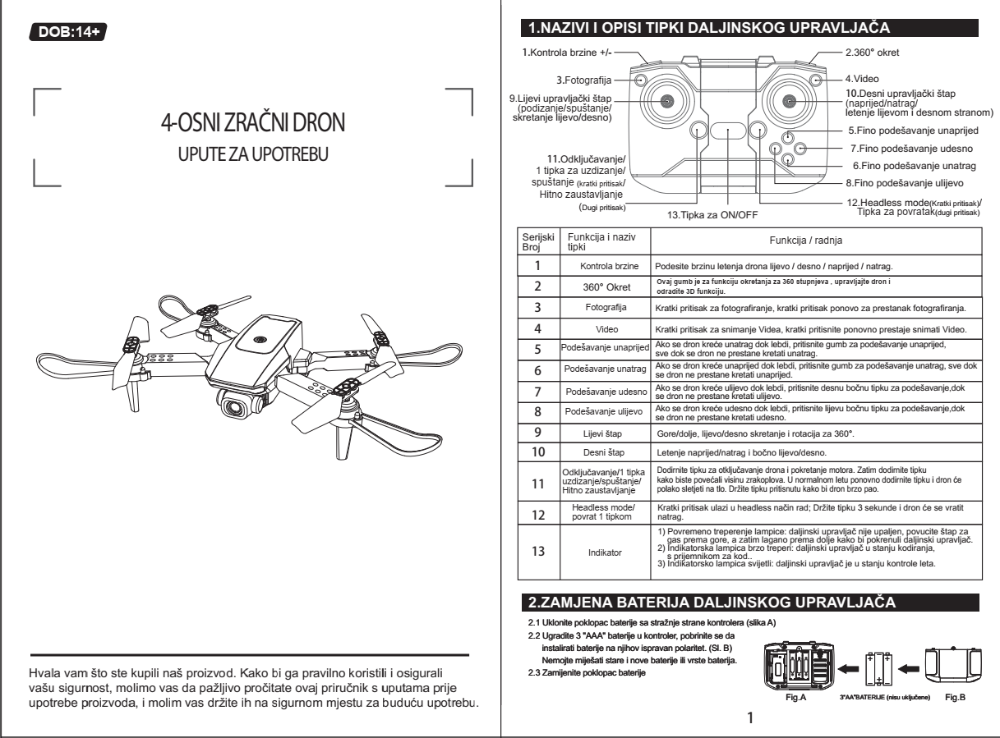 DOB:14+
4-OSNI ZRAČNI DRON
UPUTE ZA UPOTREBU
Hvala vam što ste kupili naš proizvod. Kako bi ga pravilno koristili i osigurali
vašu sigurnost, molimo vas da pažljivo pročitate ovaj priručnik s uputama prije
upotrebe proizvoda, i molim vas držite ih na sigurnom mjestu za buduću upotrebu.
1.NAZIVI I OPISI TIPKI DALJINSKOG UPRAVLJAČA
1.Kontrola brzine +/-
2.360° okret
3.Fotografija
4.Video
9.Lijevi upravljački štap
(podizanje/spuštanje/
skretanje lijevo/desno)
10.Desni upravljački štap
(naprijed/natrag/
letenje lijevom i desnom stranom)
5.Fino podešavanje unaprijed
7.Fino podešavanje udesno
6.Fino podešavanje unatrag
8.Fino podešavanje ulijevo
11.Odključavanje/
1 tipka za uzdizanje/
spuštanje (kratki pritisak/
Hitno zaustavljanje
(Dugi pritisak)
12.Headless mode(Kratki pritisak)/
Tipka za povratak(dugi pritisak)
13.Tipka za ON/OFF
Serijski
Broj
Funkcija i naziv
tipki
Funkcija / radnja
1
Kontrola brzine
Podesite brzinu letenja drona lijevo / desno / naprijed / natrag.
2
360° Okret
Ovaj gumb je za funkciju okretanja za 360 stupnjeva , upravljajte dron i
odradite 3D funkciju.
3
Fotografija
Kratki pritisak za fotografiranje, kratki pritisak ponovo za prestanak fotografiranja.
4
Video
Kratki pritisak za snimanje Videa, kratki pritisnite ponovno prestaje snimati Video.
5
Podešavanje unaprijed
Ako se dron kreće unatrag dok lebdi, pritisnite gumb za podešavanje unaprijed,
sve dok se dron ne prestane kretati unatrag.
6
Podešavanje unatrag
Ako se dron kreće unaprijed dok lebdi, pritisnite gumb za podešavanje unatrag, sve dok
se dron ne prestane kretati unaprijed.
7
Podešavanje udesno
Ako se dron kreće ulijevo dok lebdi, pritisnite desnu bočnu tipku za podešavanje,dok
se dron ne prestane kretati ulijevo.
8
Podešavanje ulijevo
Ako se dron kreće udesno dok lebdi, pritisnite lijevu bočnu tipku za podešavanje,dok
se dron ne prestane kretati udesno.
9
Lijevi štap
Gore/dolje, lijevo/desno skretanje i rotacija za 360°.
10
Desni štap
Letenje naprijed/natrag i bočno lijevo/desno.
11
Odključavanje/1 tipka
uzdizanje/spuštanje/
Hitno zaustavljanje
Dodirnite tipku za otključavanje drona i pokretanje motora. Zatim dodirnite tipku
kako biste povećali visinu zrakoplova. U normalnom letu ponovno dodirnite tipku i dron će
polako sletjeti na tlo. Držite tipku pritisnutu kako bi dron brzo pao.
12
Headless mode/
povrat 1 tipkom
Kratki pritisak ulazi u headless način rad; Držite tipku 3 sekunde i dron će se vratit
natrag.
13
Indikator
1) Povremeno treperenje lampice: daljinski upravljač nije upaljen, povucite štap za
gas prema gore, a zatim lagano prema dolje kako bi pokrenuli daljinski upravljač.
2) Indikatorska lampica brzo treperi: daljinski upravljač u stanju kodiranja,
s prijemnikom za kod..
3) Indikatorsko lampica svijetli: daljinski upravljač je u stanju kontrole leta.
2.ZAMJENA BATERIJA DALJINSKOG UPRAVLJAČA
2.1 Uklonite poklopac baterije sa stražnje strane kontrolera (slika A)
2.2 Ugradite 3 "AAA" baterije u kontroler, pobrinite se da
instalirati baterije na njihov ispravan polaritet. (Sl. B)
Nemojte miješati stare i nove baterije ili vrste baterija.
2.3 Zamijenite poklopac baterije
Fig.A
3"AA"BATERIJE (nisu uključene)
Fig.B
1